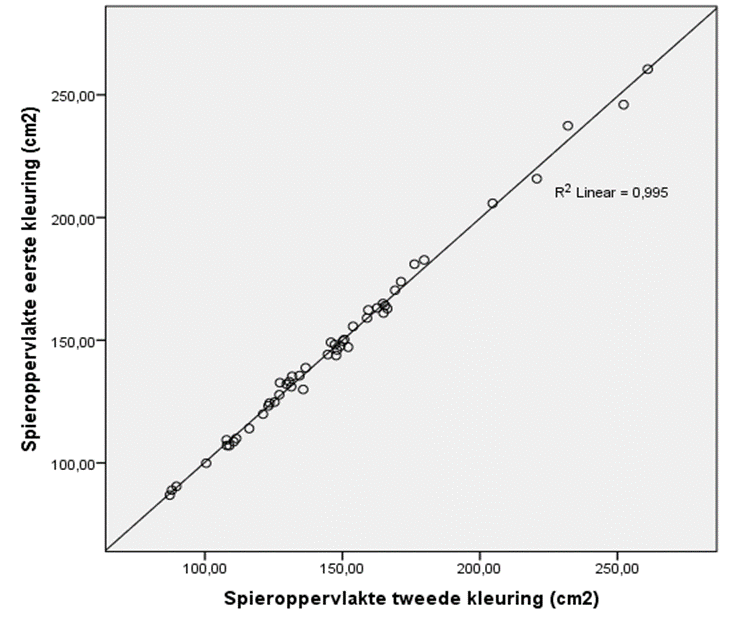 Spieroppervlakte eerste kleuring (cm2)
250,00
200,00
150,00
100,00
R2 Linear = 0,995
100,00 150,00 200,00 250,00
Spieroppervlakte tweede kleuring (cm2)